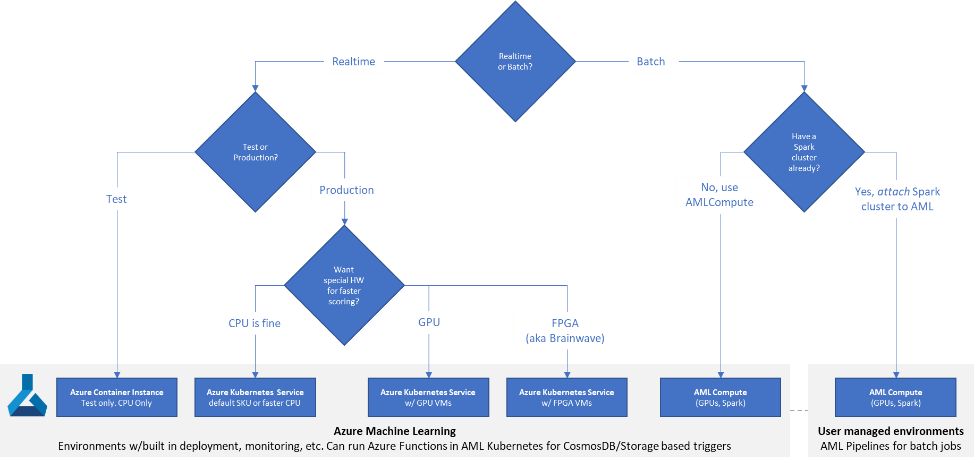 Realtime
or Batch?
Realtime
Batch
Test or
Production?
Have a
Spark
cluster
already?
Test
Production
No, use
AMLCompute
Yes, attach Spark
cluster to AML
Want
special HW
for faster
scoring?
CPU is fine
GPU
FPGA
(aka Brainwave)
Azure Container Instance
Test only. CPU Only
Azure Kubernetes Service
default SKU or faster CPU
Azure Kubernetes Service
w/ GPU VMs
Azure Kubernetes Service
w/ FPGA VMs
AML Compute
(GPUs, Spark)
AML Compute
(GPUs, Spark)
Azure Machine Learning
Environments w/built in deployment, monitoring, etc. Can run Azure Functions in AML Kubernetes for CosmosDB/Storage based triggers
User managed environments
AML Pipelines for batch jobs